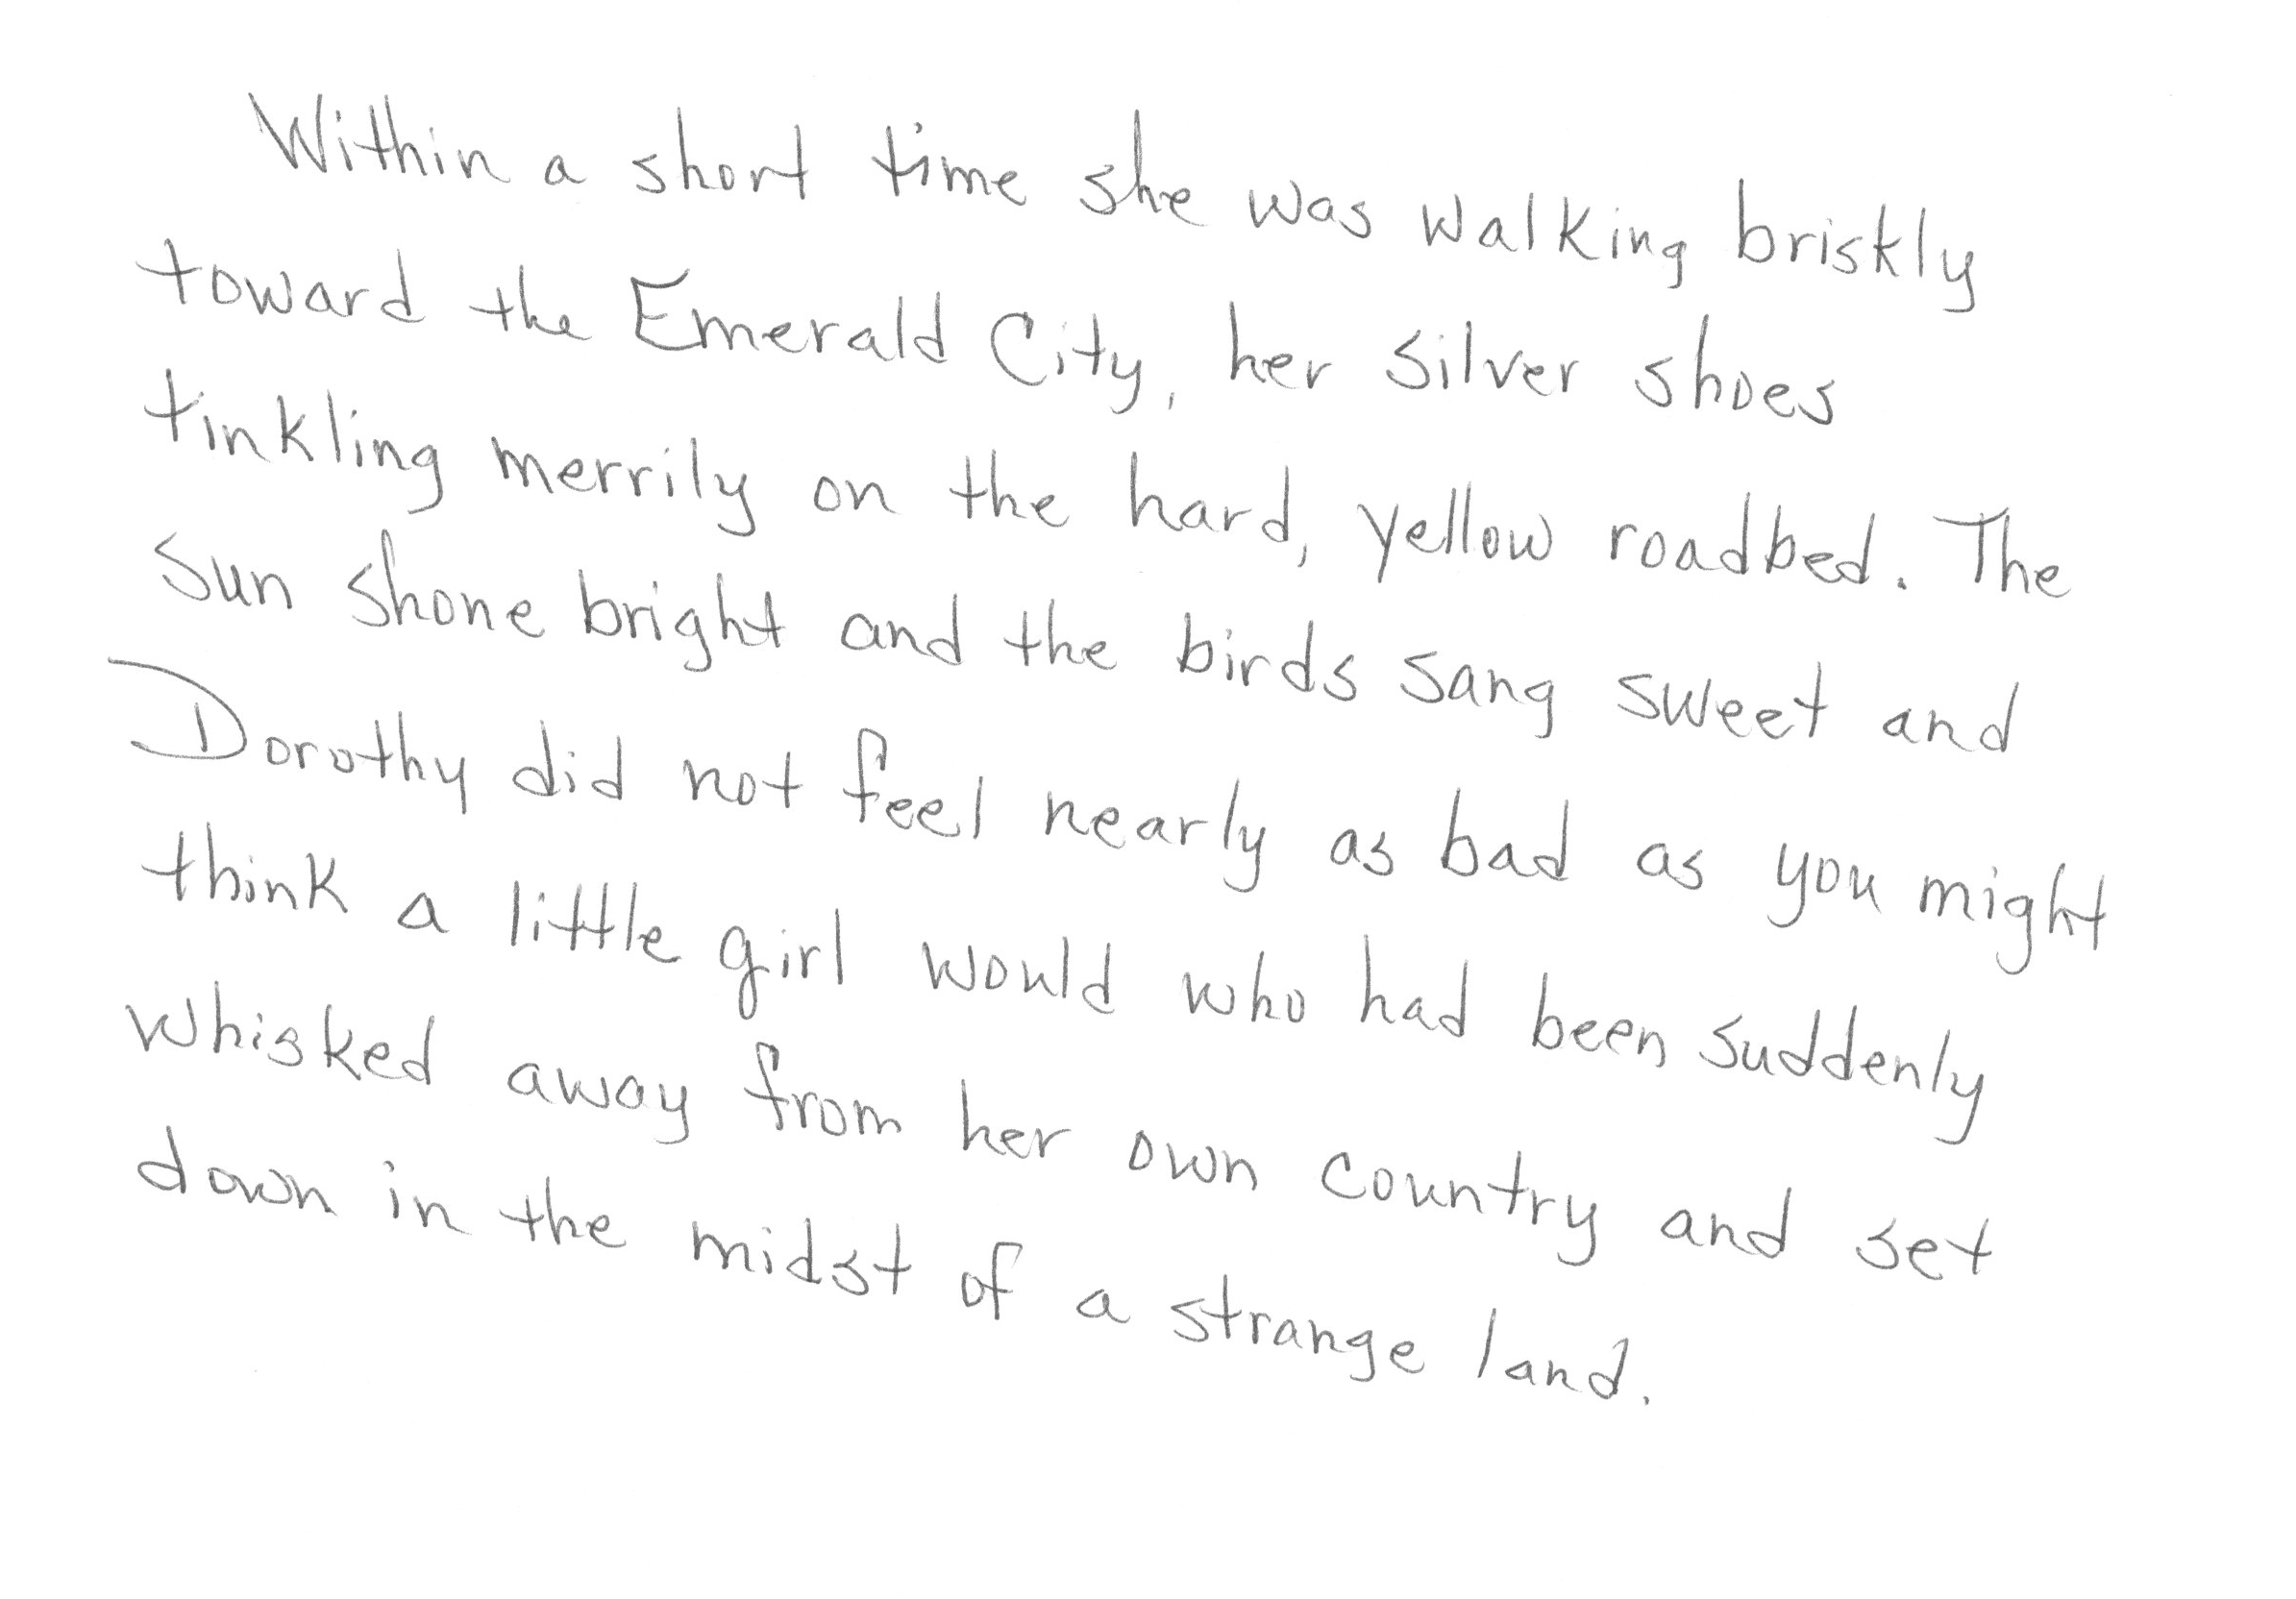 Within a short time she was walking briskly
toward the Emerald City, her silver shoes
tinkling merrily on the hard, yellow roadbed. The
sun shone bright and the birds sang sweet and
Dorothy did not feel nearly as bad as you might
think a little girl would who had been suddenly
whisked away from her own country and set
down in the midst of a strange land.